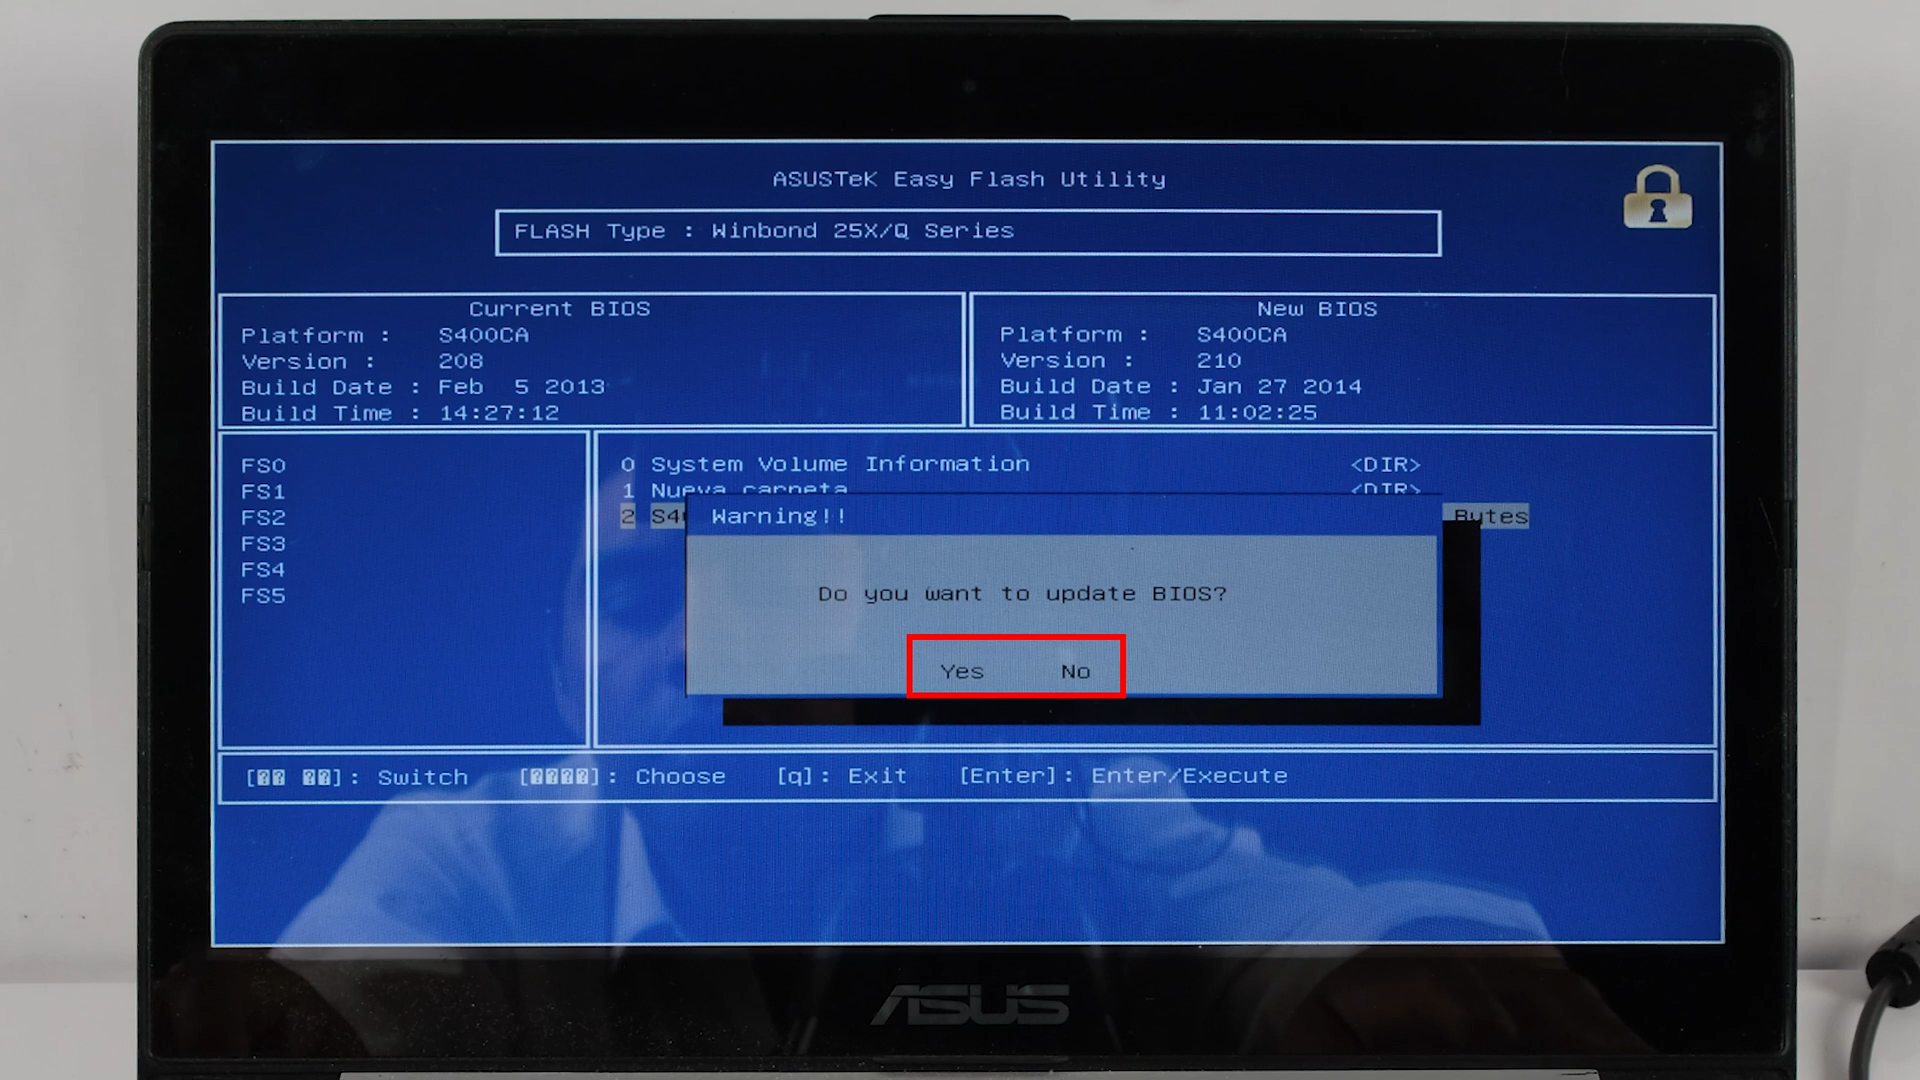 ASUSTeK Easy Flash Utility
FLASH Type : Winbond 25X/Q Series
Current BIOS
Platform : S400CA
Version : 208
Build Date : Feb 5 2013
Build Time : 14:27:12
New BIOS
Platform : S400CA
Version : 210
Build Date : Jan 27 2014
Build Time : 11:02:25
FS0
FS1
FS2
FS3
FS4
FS5
0 System Volume Information <DIR>
1 Nueva carpeta <DIR>
2 Bytes
Warning!!
Do you want to update BIOS?
Yes No
[�� ��]: Switch [����]: Choose [q]: Exit [Enter]: Enter/Execute
ASUS